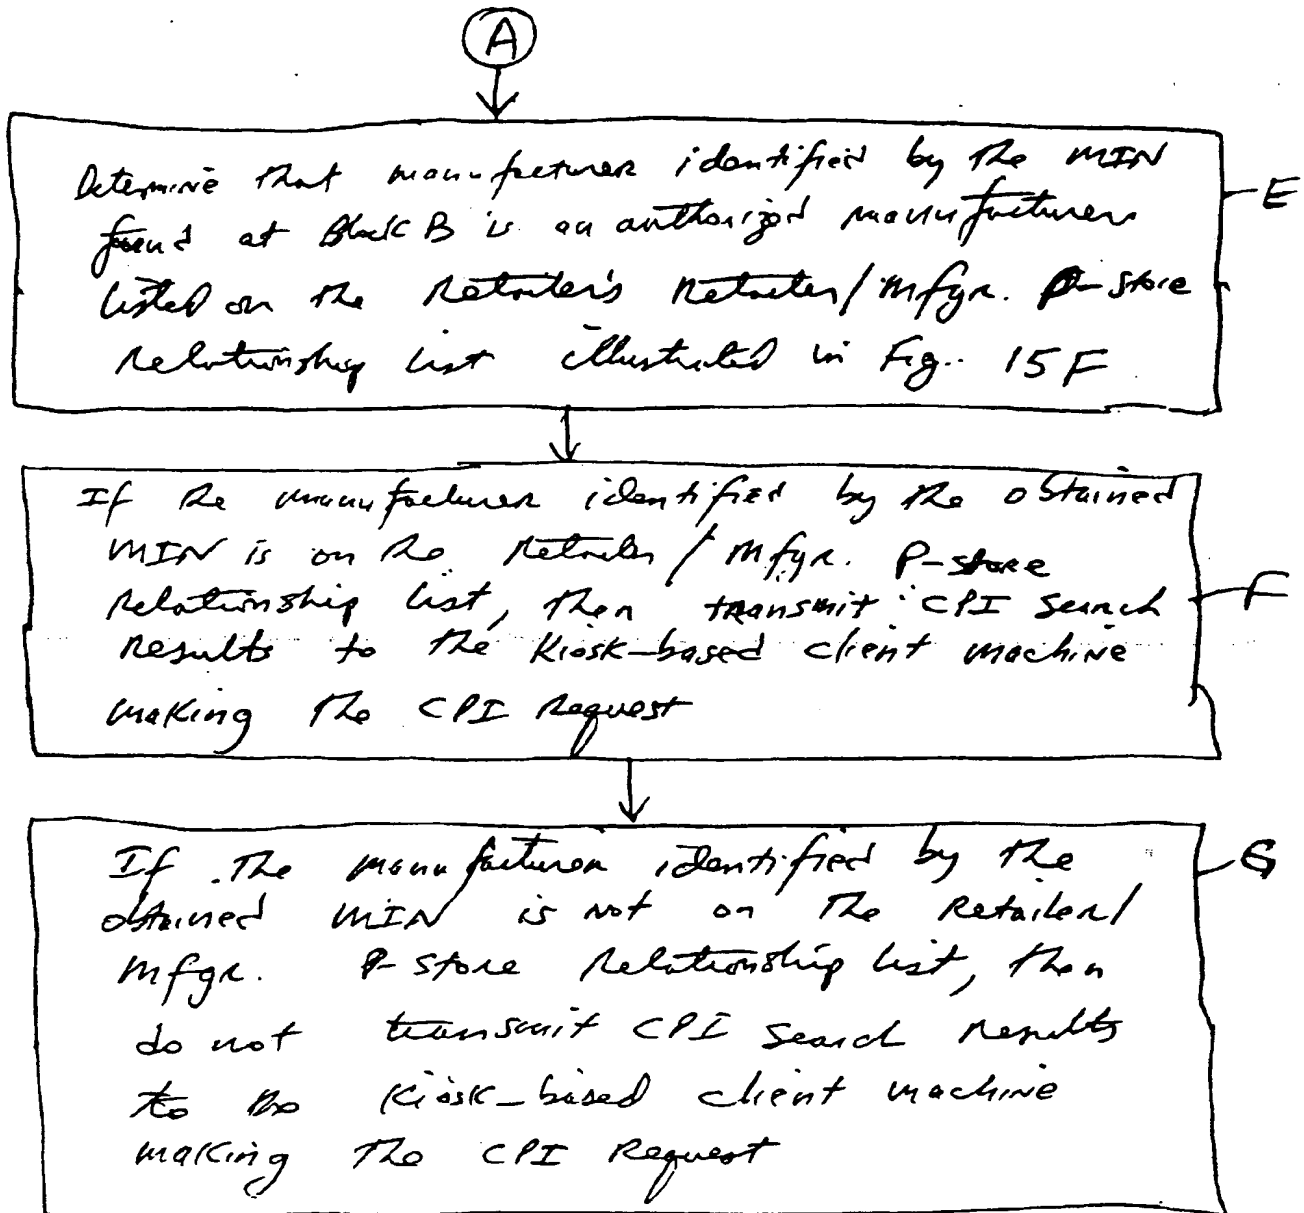 A
Determine that manufacturer identified by the MIN
found at Block B is an authorized manufacturer
listed on the Retailer's Retailer/Mfgr. P-store
Relationship list illustrated in Fig. 15F
E
If the manufacturer identified by the obtained
MIN is on the Retailer/Mfgr. P-store
Relationship list, then transmit CPI Search
Results to the Kiosk-based client machine
making the CPI Request
F
If the manufacturer identified by the
obtained MIN is not on the Retailer/
Mfgr. P-store Relationship list, then
do not transmit CPI Search Results
to the Kiosk-based client machine
making the CPI Request
G